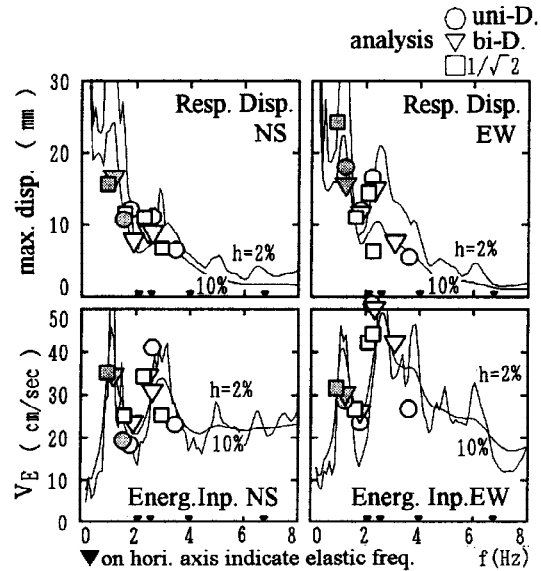 analysis
○ uni-D.
▽ bi-D.
□ 1/√2
max. disp. ( mm )
30
20
10
0
Resp. Disp.
NS
h=2%
10%
Resp. Disp.
EW
h=2%
10%
V_E ( cm/sec )
50
40
30
20
10
0
h=2%
10%
Energ.Inp. NS
h=2%
10%
Energ. Inp.EW
0 2 4 6 8
0 2 4 6 8
▼on hori. axis indicate elastic freq. f(Hz)